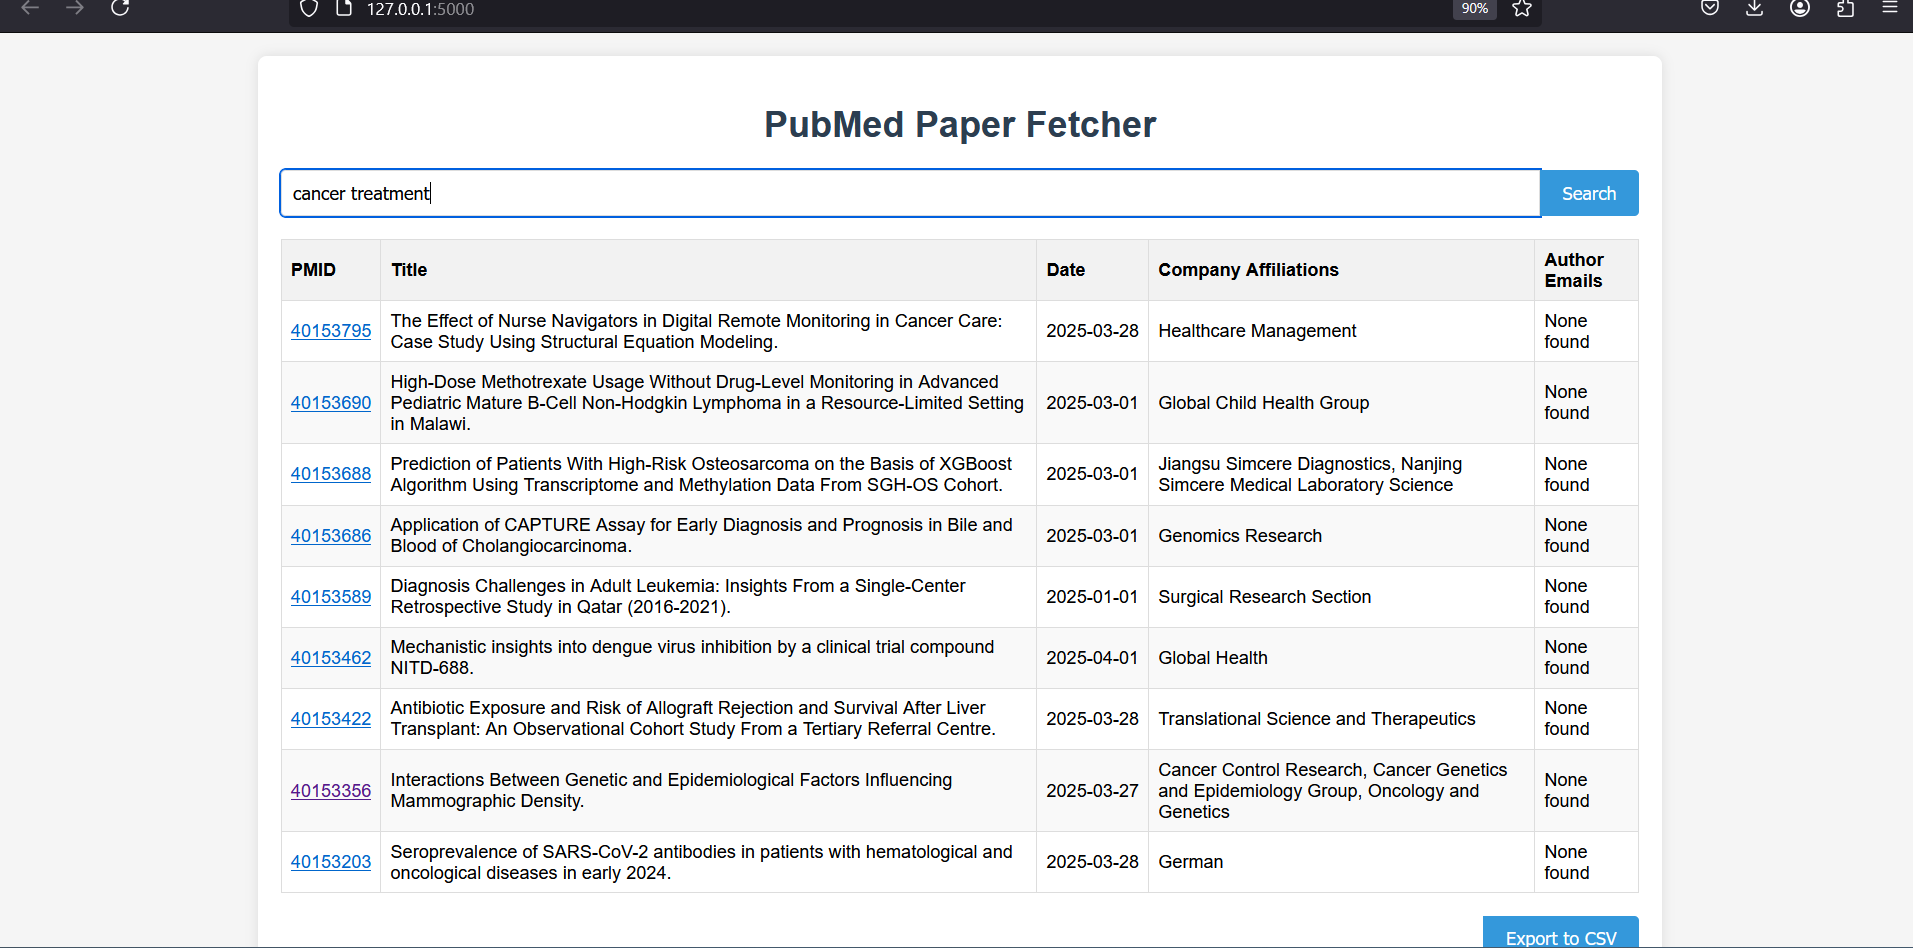 127.0.0.1:5000
90%
PubMed Paper Fetcher
cancer treatment
Search
PMID Title Date Company Affiliations Author Emails
40153795
The Effect of Nurse Navigators in Digital Remote Monitoring in Cancer Care:
Case Study Using Structural Equation Modeling.
2025-03-28
Healthcare Management
None
found
40153690
High-Dose Methotrexate Usage Without Drug-Level Monitoring in Advanced
Pediatric Mature B-Cell Non-Hodgkin Lymphoma in a Resource-Limited Setting
in Malawi.
2025-03-01
Global Child Health Group
None
found
40153688
Prediction of Patients With High-Risk Osteosarcoma on the Basis of XGBoost
Algorithm Using Transcriptome and Methylation Data From SGH-OS Cohort.
2025-03-01
Jiangsu Simcere Diagnostics, Nanjing
Simcere Medical Laboratory Science
None
found
40153686
Application of CAPTURE Assay for Early Diagnosis and Prognosis in Bile and
Blood of Cholangiocarcinoma.
2025-03-01
Genomics Research
None
found
40153589
Diagnosis Challenges in Adult Leukemia: Insights From a Single-Center
Retrospective Study in Qatar (2016-2021).
2025-01-01
Surgical Research Section
None
found
40153462
Mechanistic insights into dengue virus inhibition by a clinical trial compound
NITD-688.
2025-04-01
Global Health
None
found
40153422
Antibiotic Exposure and Risk of Allograft Rejection and Survival After Liver
Transplant: An Observational Cohort Study From a Tertiary Referral Centre.
2025-03-28
Translational Science and Therapeutics
None
found
40153356
Interactions Between Genetic and Epidemiological Factors Influencing
Mammographic Density.
2025-03-27
Cancer Control Research, Cancer Genetics
and Epidemiology Group, Oncology and
Genetics
None
found
40153203
Seroprevalence of SARS-CoV-2 antibodies in patients with hematological and
oncological diseases in early 2024.
2025-03-28
German
None
found
Export to CSV